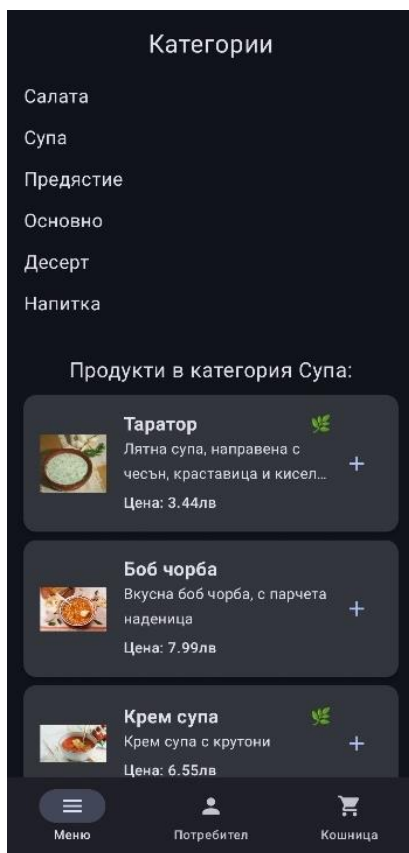 Категории
Салата
Супа
Предястие
Основно
Десерт
Напитка
Продукти в категория Супа:
Таратор
Лятна супа, направена с
чесън, краставица и кисел...
Цена: 3.44лв
Боб чорба
Вкусна боб чорба, с парчета
наденица
Цена: 7.99лв
Крем супа
Крем супа с крутони
Цена: 6.55лв
Меню
Потребител
Кошница